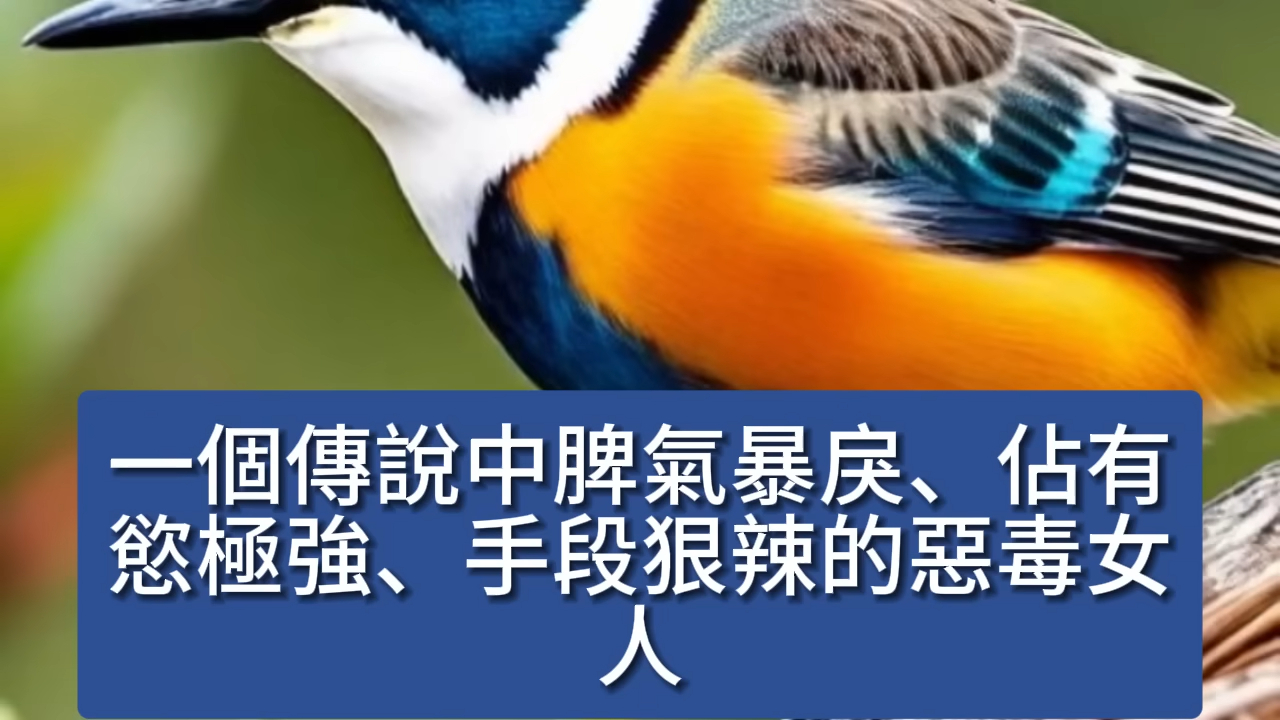 一個傳說中脾氣暴戾、佔有
慾極強、手段狠辣的惡毒女
人